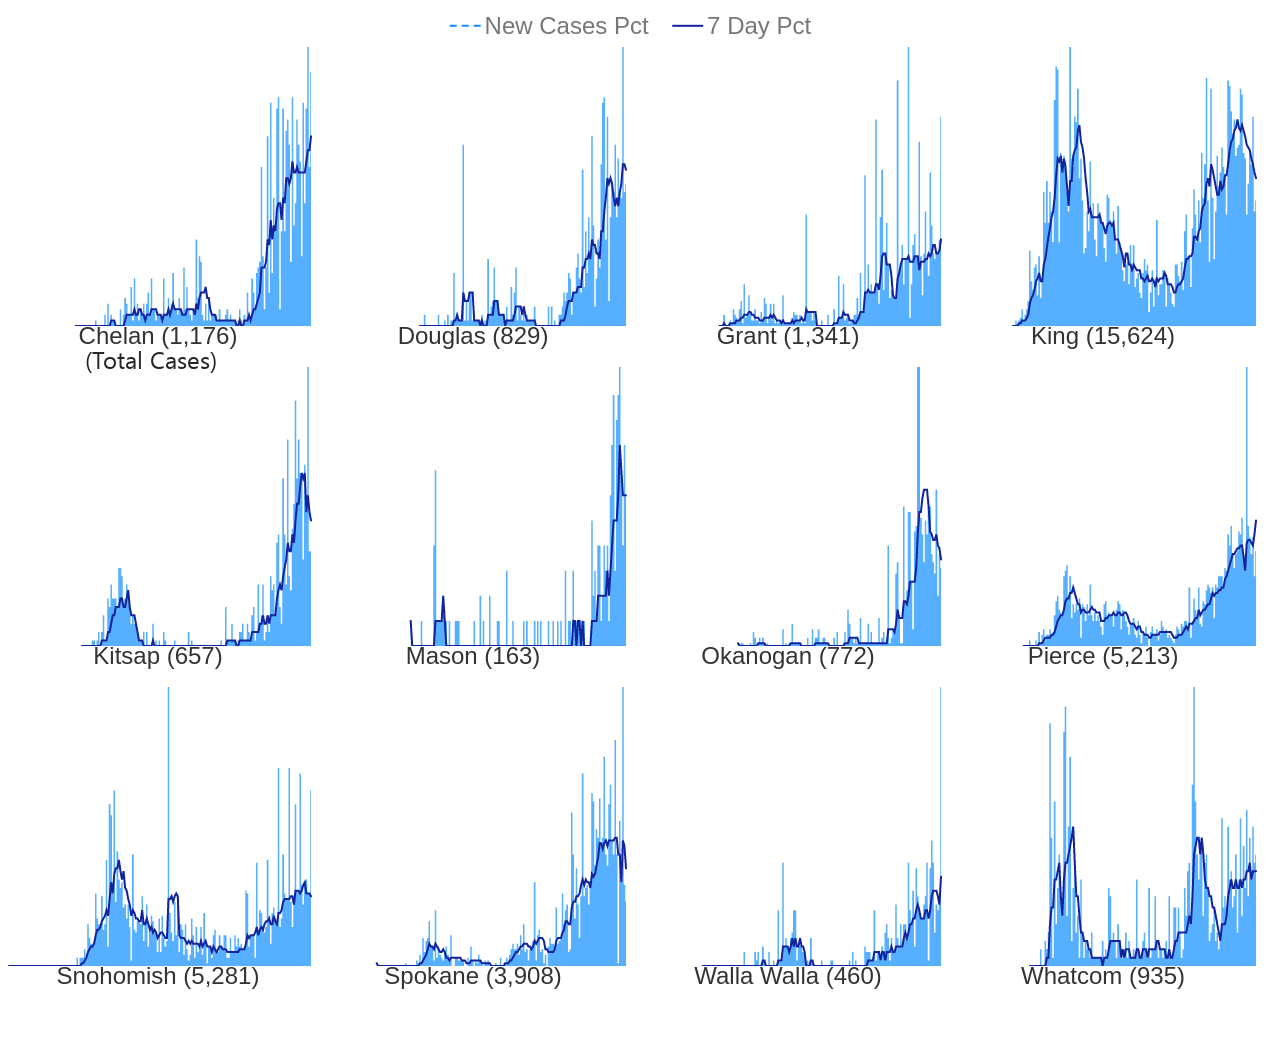 New Cases Pct 7 Day Pct
Chelan (1,176) Douglas (829) Grant (1,341) King (15,624)
(Total Cases)
Kitsap (657) Mason (163) Okanogan (772) Pierce (5,213)
Snohomish (5,281) Spokane (3,908) Walla Walla (460) Whatcom (935)